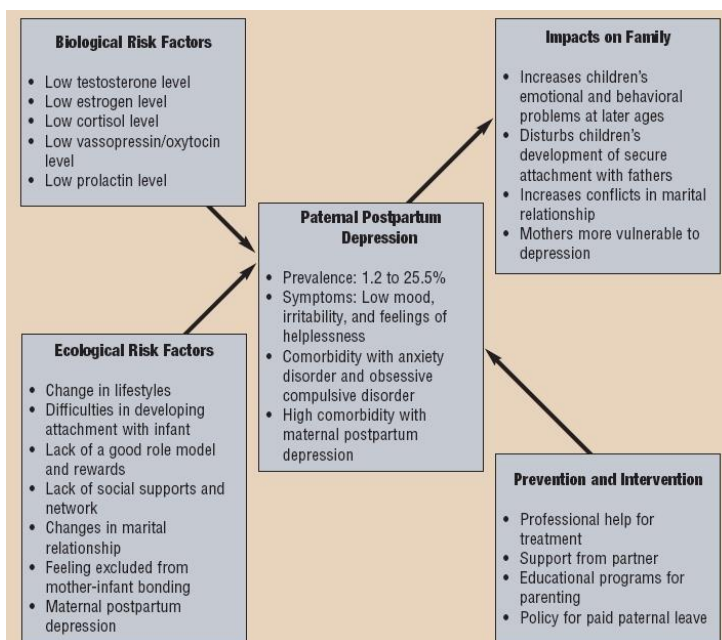 Biological Risk Factors
• Low testosterone level
• Low estrogen level
• Low cortisol level
• Low vassopressin/oxytocin
level
• Low prolactin level
Ecological Risk Factors
• Change in lifestyles
• Difficulties in developing
attachment with infant
• Lack of a good role model
and rewards
• Lack of social supports and
network
• Changes in marital
relationship
• Feeling excluded from
mother-infant bonding
• Maternal postpartum
depression
Paternal Postpartum
Depression
• Prevalence: 1.2 to 25.5%
• Symptoms: Low mood,
irritability, and feelings of
helplessness
• Comorbidity with anxiety
disorder and obsessive
compulsive disorder
• High comorbidity with
maternal postpartum
depression
Impacts on Family
• Increases children's
emotional and behavioral
problems at later ages
• Disturbs children's
development of secure
attachment with fathers
• Increases conflicts in marital
relationship
• Mothers more vulnerable to
depression
Prevention and Intervention
• Professional help for
treatment
• Support from partner
• Educational programs for
parenting
• Policy for paid paternal leave